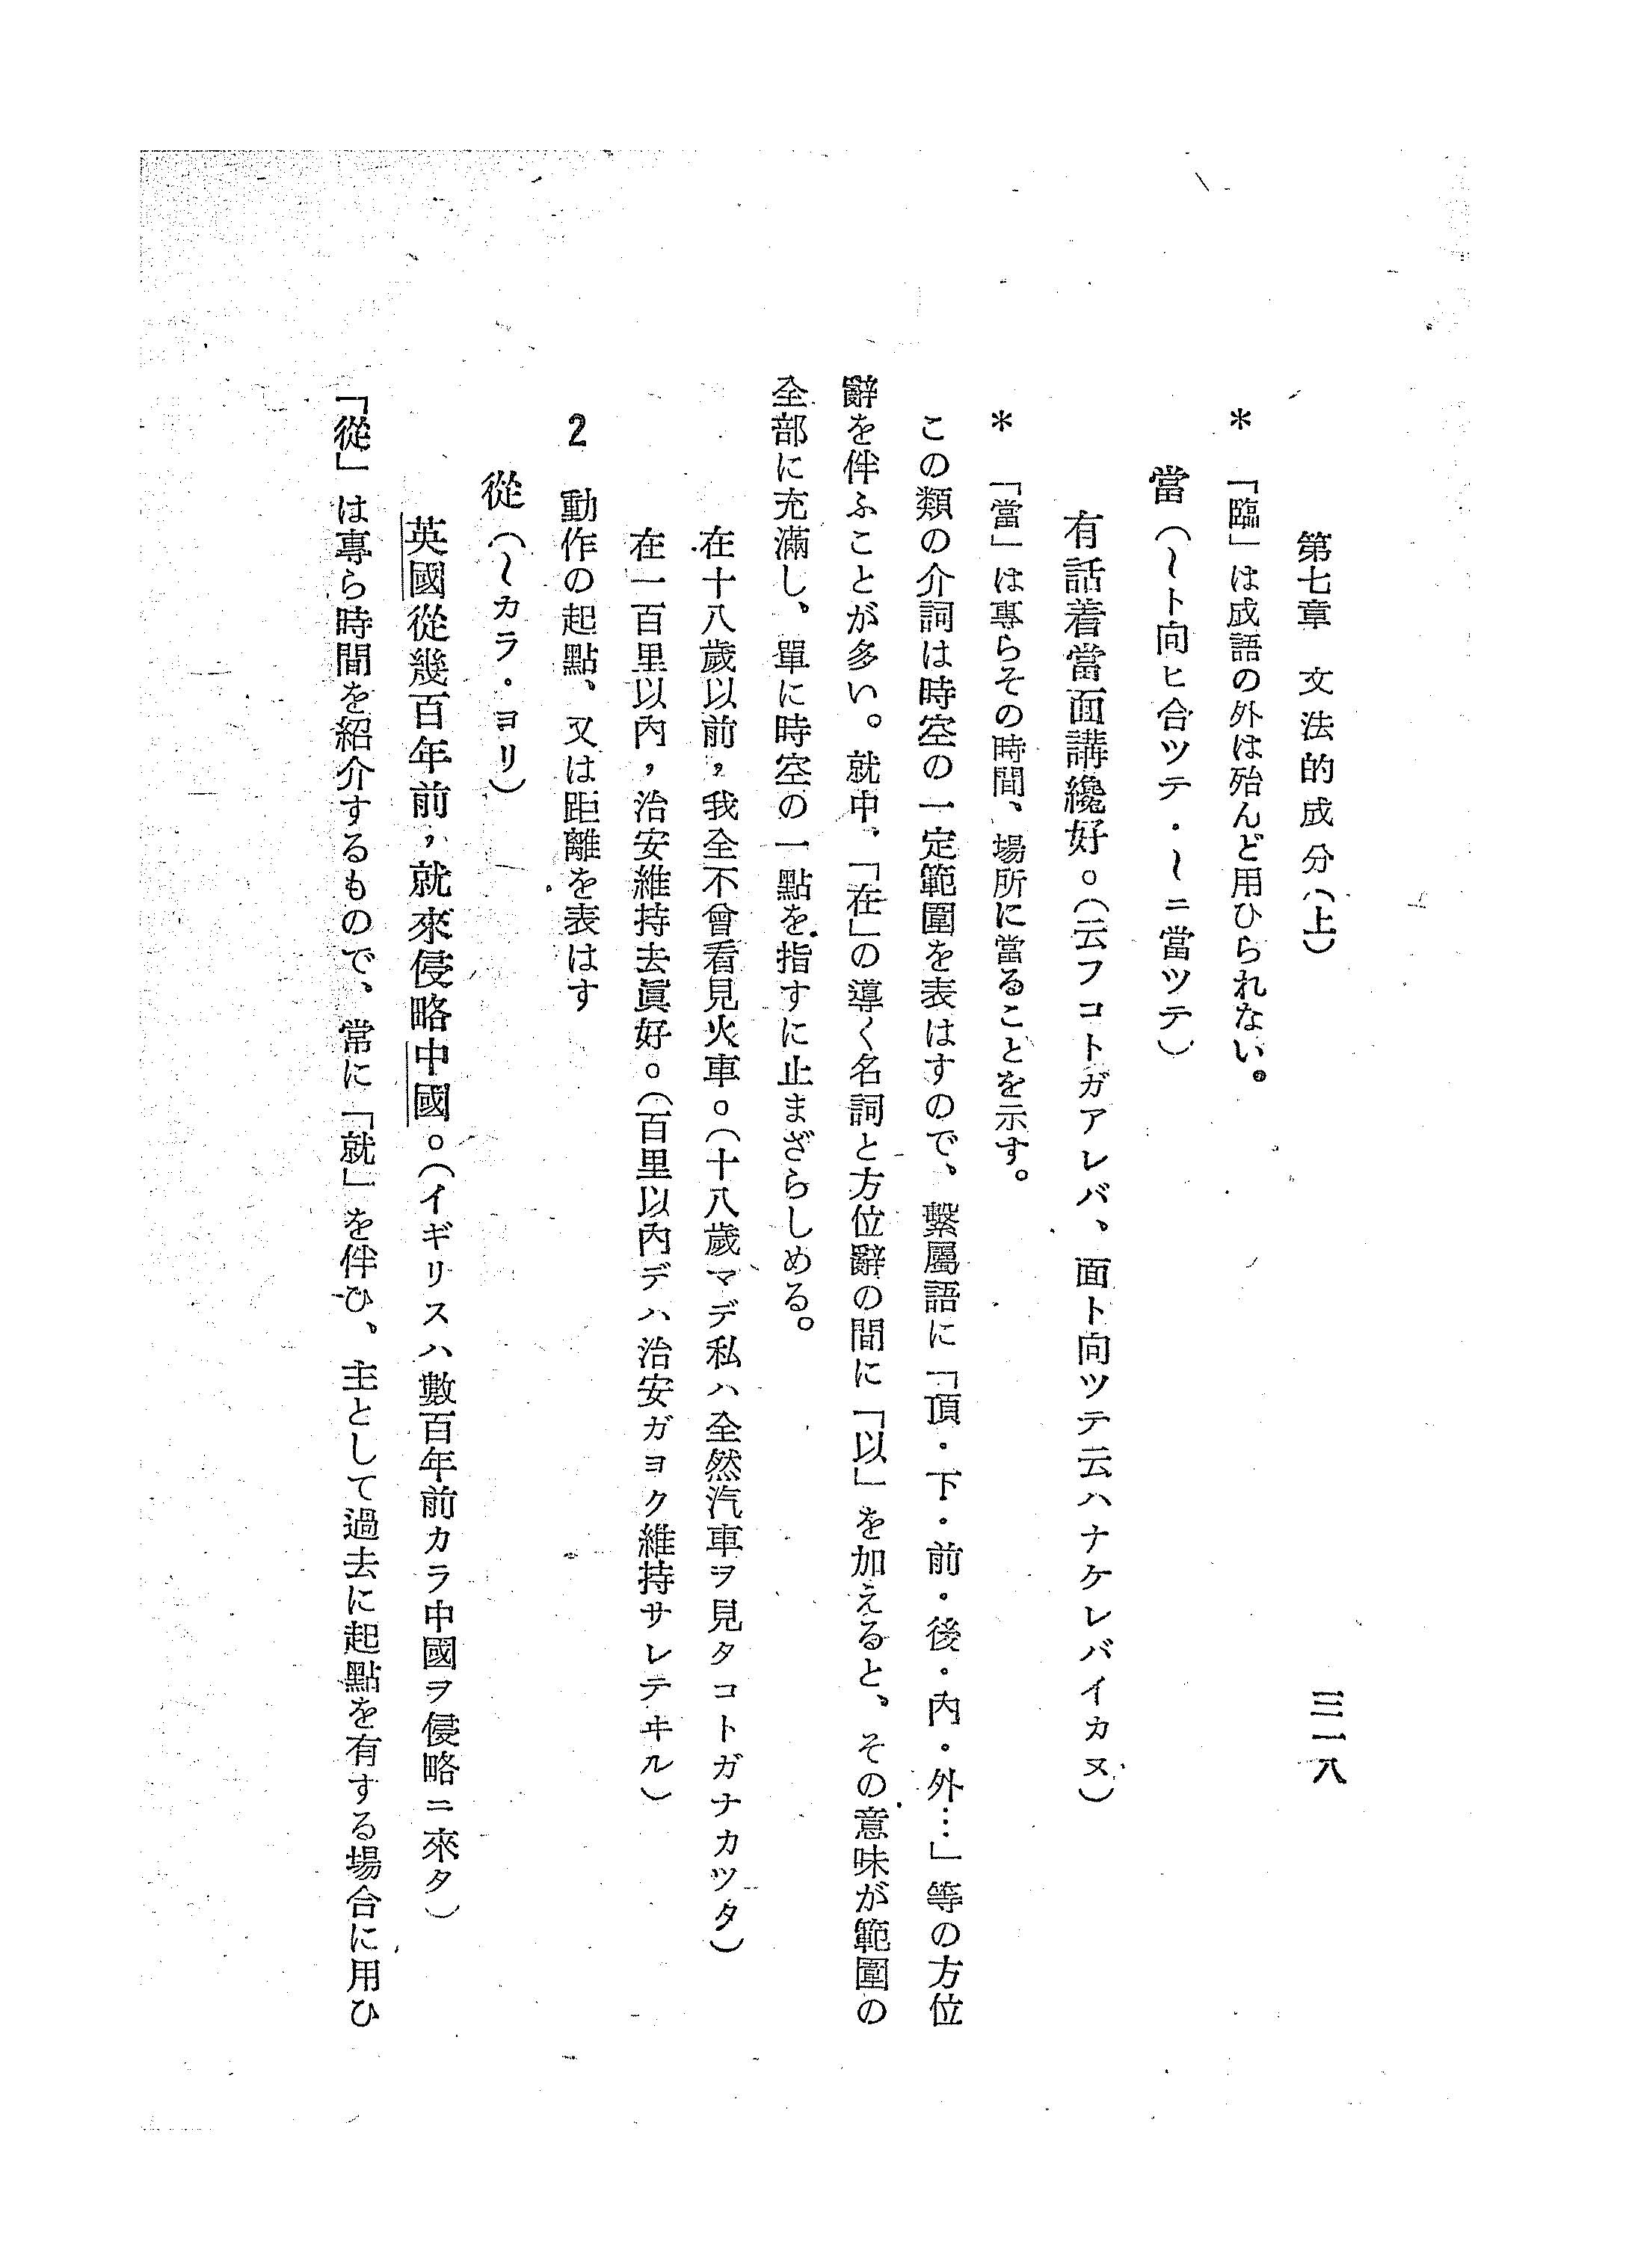 第七章　文法的成分（上）　三一八
＊　「臨」は成語の外は殆んど用ひられない。
當（〜ト向ヒ合ツテ・〜ニ當ツテ）
有話着當面講纔好。（云フコトガアレバ、面ト向ツテ云ハナケレバイカヌ）
＊　「當」は專らその時間、場所に當ることを示す。
この類の介詞は時空の一定範圍を表はすので、繫屬語に「頂・下・前・後・內・外…」等の方位
辭を伴ふことが多い。就中、「在」の導く名詞と方位辭の間に「以」を加えると、その意味が範圍の
全部に充滿し、單に時空の一點を指すに止まざらしめる。
在十八歲以前，我全不曾看見火車。（十八歲マデ私ハ全然汽車ヲ見タコトガナカツタ）
在一百里以內，治安維持去眞好。（百里以內デハ治安ガヨク維持サレテヰル）
2　動作の起點、又は距離を表はす
從（〜カラ・ヨリ）
英國從幾百年前，就來侵略中國。（イギリスハ數百年前カラ中國ヲ侵略ニ來タ）
「從」は專ら時間を紹介するもので、常に「就」を伴ひ、主として過去に起點を有する場合に用ひ